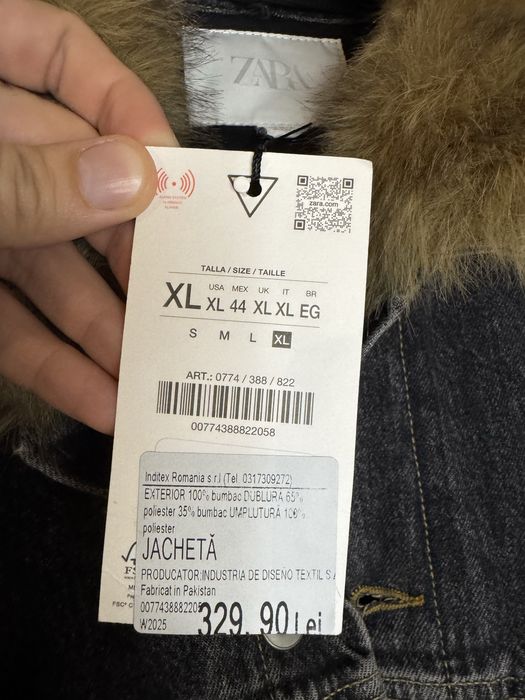 ZARA
zara.com
TALLA / SIZE / TAILLE
USA MEX UK IT BR
XL XL 44 XL XL EG
S M L XL
ART.: 0774 / 388 / 822
00774388822058
Inditex Romania s.r.l (Tel. 0317309272)
EXTERIOR 100% bumbac DUBLURA 65%
poliester 35% bumbac UMPLUTURĂ 100%
poliester
JACHETĂ
PRODUCATOR:INDUSTRIA DE DISEÑO TEXTIL S.A
Fabricat in Pakistan
0077438882205
W2025
329.90 Lei